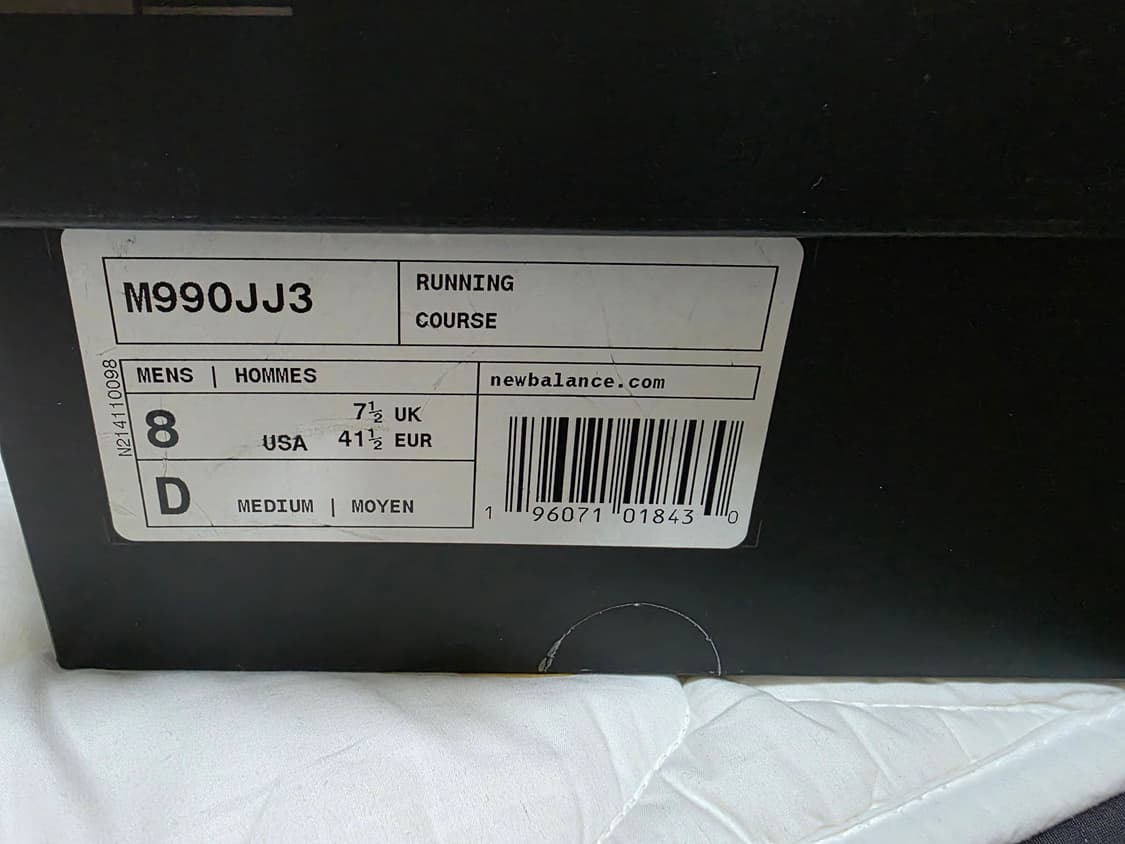 M990JJ3
RUNNING
COURSE
N214110098
MENS | HOMMES
newbalance.com
8 USA 7½ UK
41½ EUR
D MEDIUM | MOYEN
1 96071 01843 0